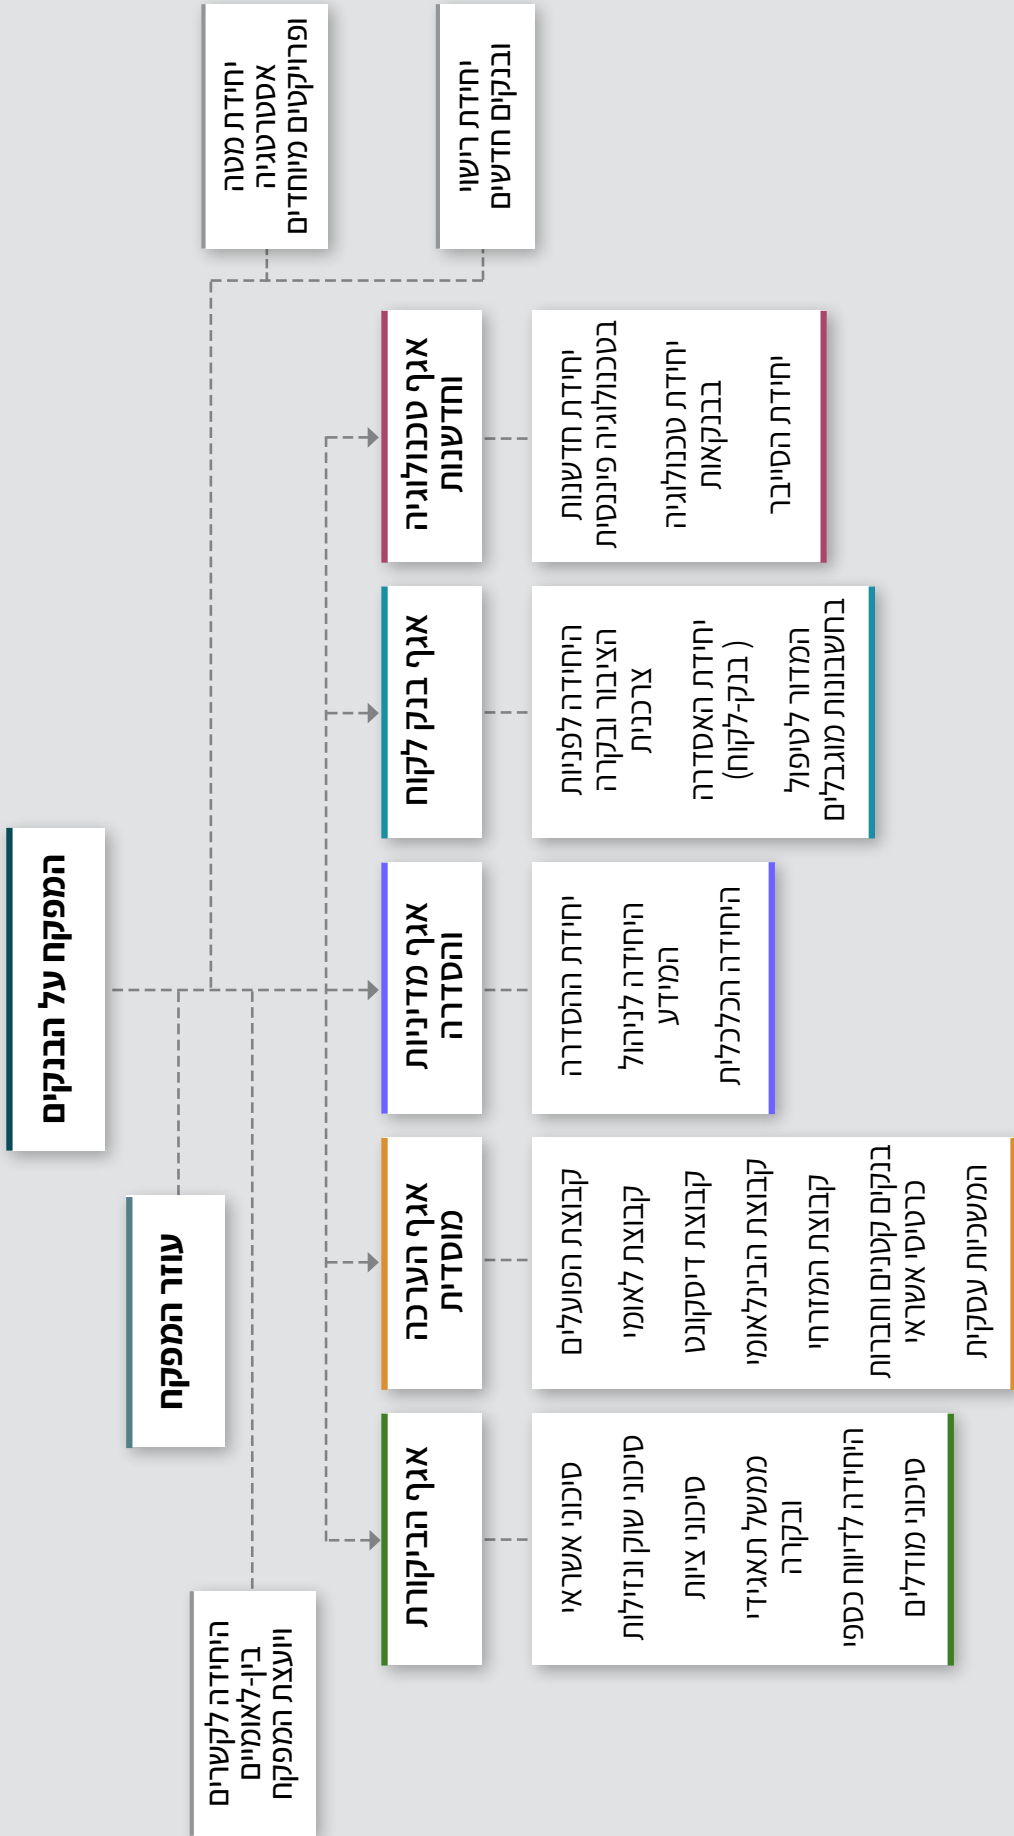 המפקח על הבנקים
עוזר המפקח
יחידת מטה
אסטרטגיה
ופרויקטים מיוחדים
יחידת רישוי
ובנקים חדשים
היחידה לקשרים
בין-לאומיים
ויועצת המפקח
אגף טכנולוגיה
וחדשנות
יחידת חדשנות
בטכנולוגיה פיננסית
יחידת טכנולוגיה
בבנקאות
יחידת הסייבר
אגף בנק לקוח
היחידה לפניות
הציבור ובקרה
צרכנית
יחידת האסדרה
(בנק-לקוח )
המדור לטיפול
בחשבונות מוגבלים
אגף מדיניות
והסדרה
יחידת ההסדרה
היחידה לניהול
המידע
היחידה הכלכלית
אגף הערכה
מוסדית
קבוצת הפועלים
קבוצת לאומי
קבוצת דיסקונט
קבוצת הבינלאומי
קבוצת המזרחי
בנקים קטנים וחברות
כרטיסי אשראי
המשכיות עסקית
אגף הביקורת
סיכוני אשראי
סיכוני שוק ונזילות
סיכוני ציות
ממשל תאגידי
ובקרה
היחידה לדיווח כספי
סיכוני מודלים